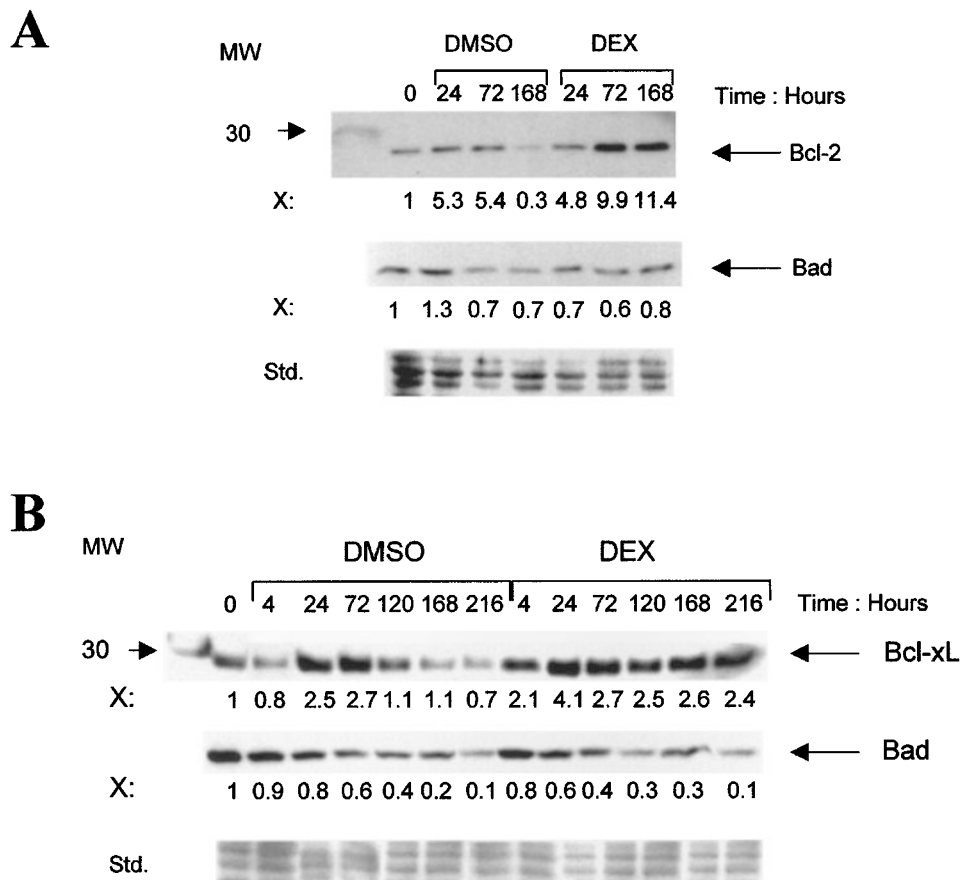 A
MW DMSO DEX
0 24 72 168 24 72 168 Time : Hours
30 Bcl-2
X: 1 5.3 5.4 0.3 4.8 9.9 11.4
Bad
X: 1 1.3 0.7 0.7 0.7 0.6 0.8
Std.
B
MW DMSO DEX
0 4 24 72 120 168 216 4 24 72 120 168 216 Time : Hours
30 Bcl-xL
X: 1 0.8 2.5 2.7 1.1 1.1 0.7 2.1 4.1 2.7 2.5 2.6 2.4
Bad
X: 1 0.9 0.8 0.6 0.4 0.2 0.1 0.8 0.6 0.4 0.3 0.3 0.1
Std.